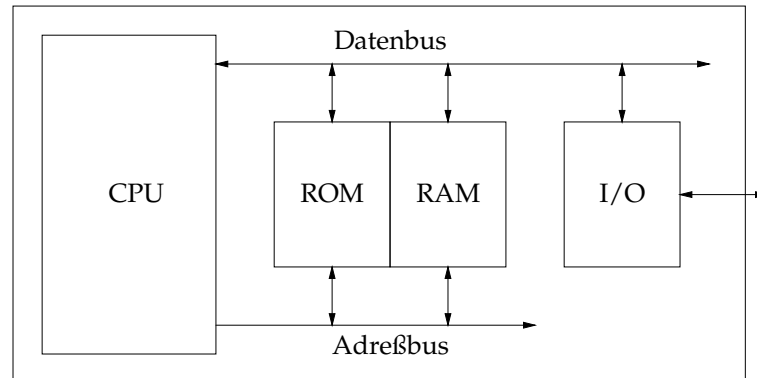 Datenbus
CPU
ROM
RAM
I/O
Adreßbus